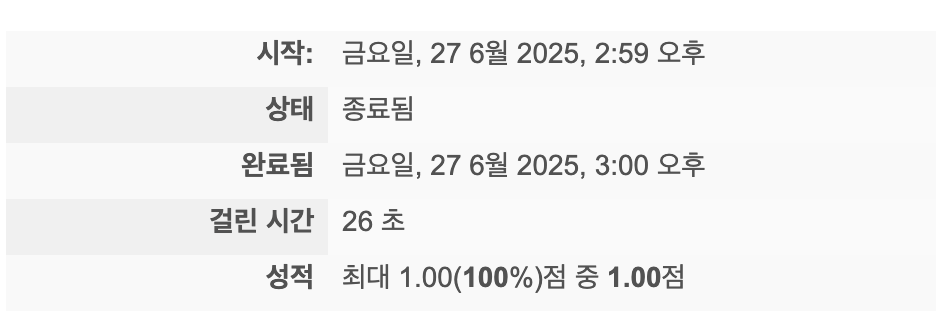 시작: 금요일, 27 6월 2025, 2:59 오후
상태 종료됨
완료됨 금요일, 27 6월 2025, 3:00 오후
걸린 시간 26 초
성적 최대 1.00(100%)점 중 1.00점